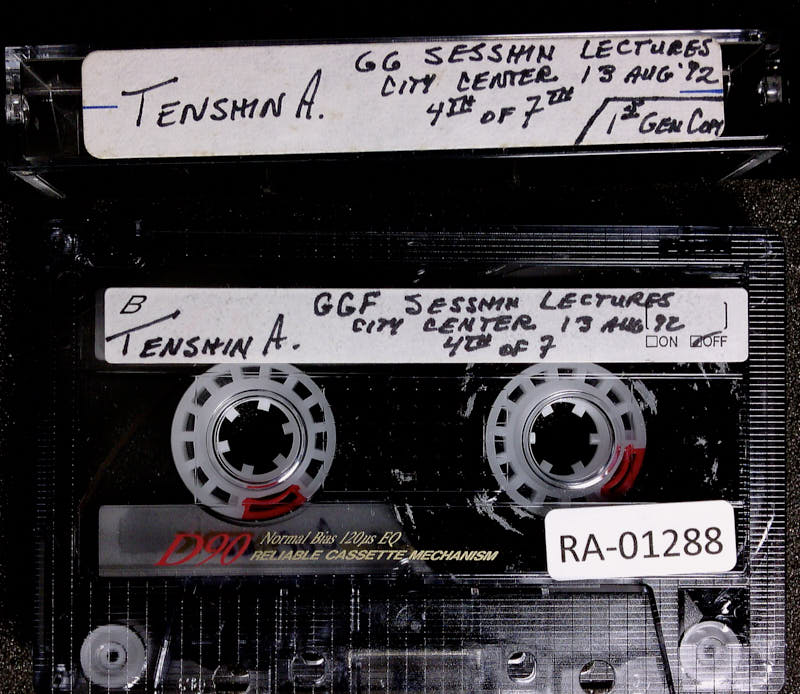 GG SESSHIN LECTURES
TENSHIN A. CITY CENTER 13 AUG '92
4TH OF 7TH
1ST GEN COPY
B GGF SESSHIN LECTURES
TENSHIN A. CITY CENTER 13 AUG '92
4TH OF 7
☐ON ☑OFF
D90 Normal Bias 120µs EQ
RELIABLE CASSETTE MECHANISM
RA-01288